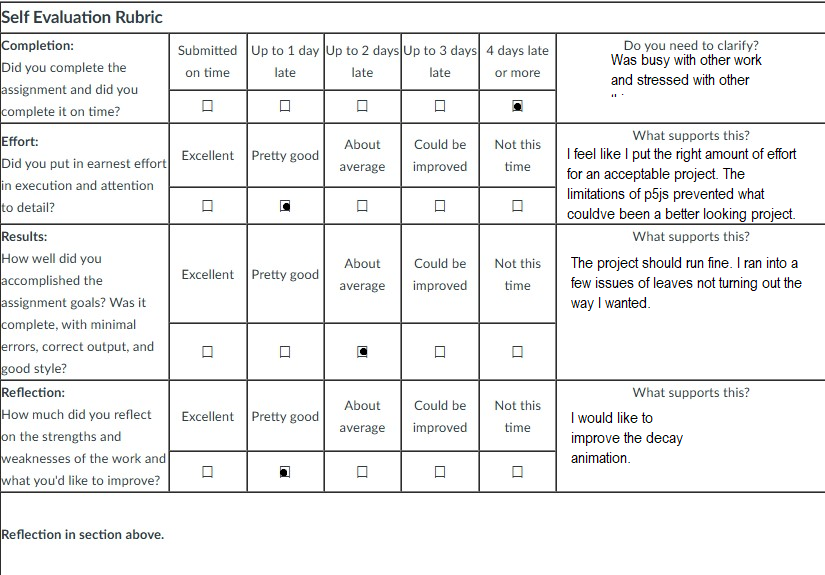 Self Evaluation Rubric
Completion:
Did you complete the
assignment and did you
complete it on time?
Submitted
on time
Up to 1 day
late
Up to 2 days
late
Up to 3 days
late
4 days late
or more
Do you need to clarify?
Was busy with other work
and stressed with other
Effort:
Did you put in earnest effort
in execution and attention
to detail?
Excellent
Pretty good
About
average
Could be
improved
Not this
time
What supports this?
I feel like I put the right amount of effort
for an acceptable project. The
limitations of p5js prevented what
couldve been a better looking project.
Results:
How well did you
accomplished the
assignment goals? Was it
complete, with minimal
errors, correct output, and
good style?
Excellent
Pretty good
About
average
Could be
improved
Not this
time
What supports this?
The project should run fine. I ran into a
few issues of leaves not turning out the
way I wanted.
Reflection:
How much did you reflect
on the strengths and
weaknesses of the work and
what you'd like to improve?
Excellent
Pretty good
About
average
Could be
improved
Not this
time
What supports this?
I would like to
improve the decay
animation.
Reflection in section above.